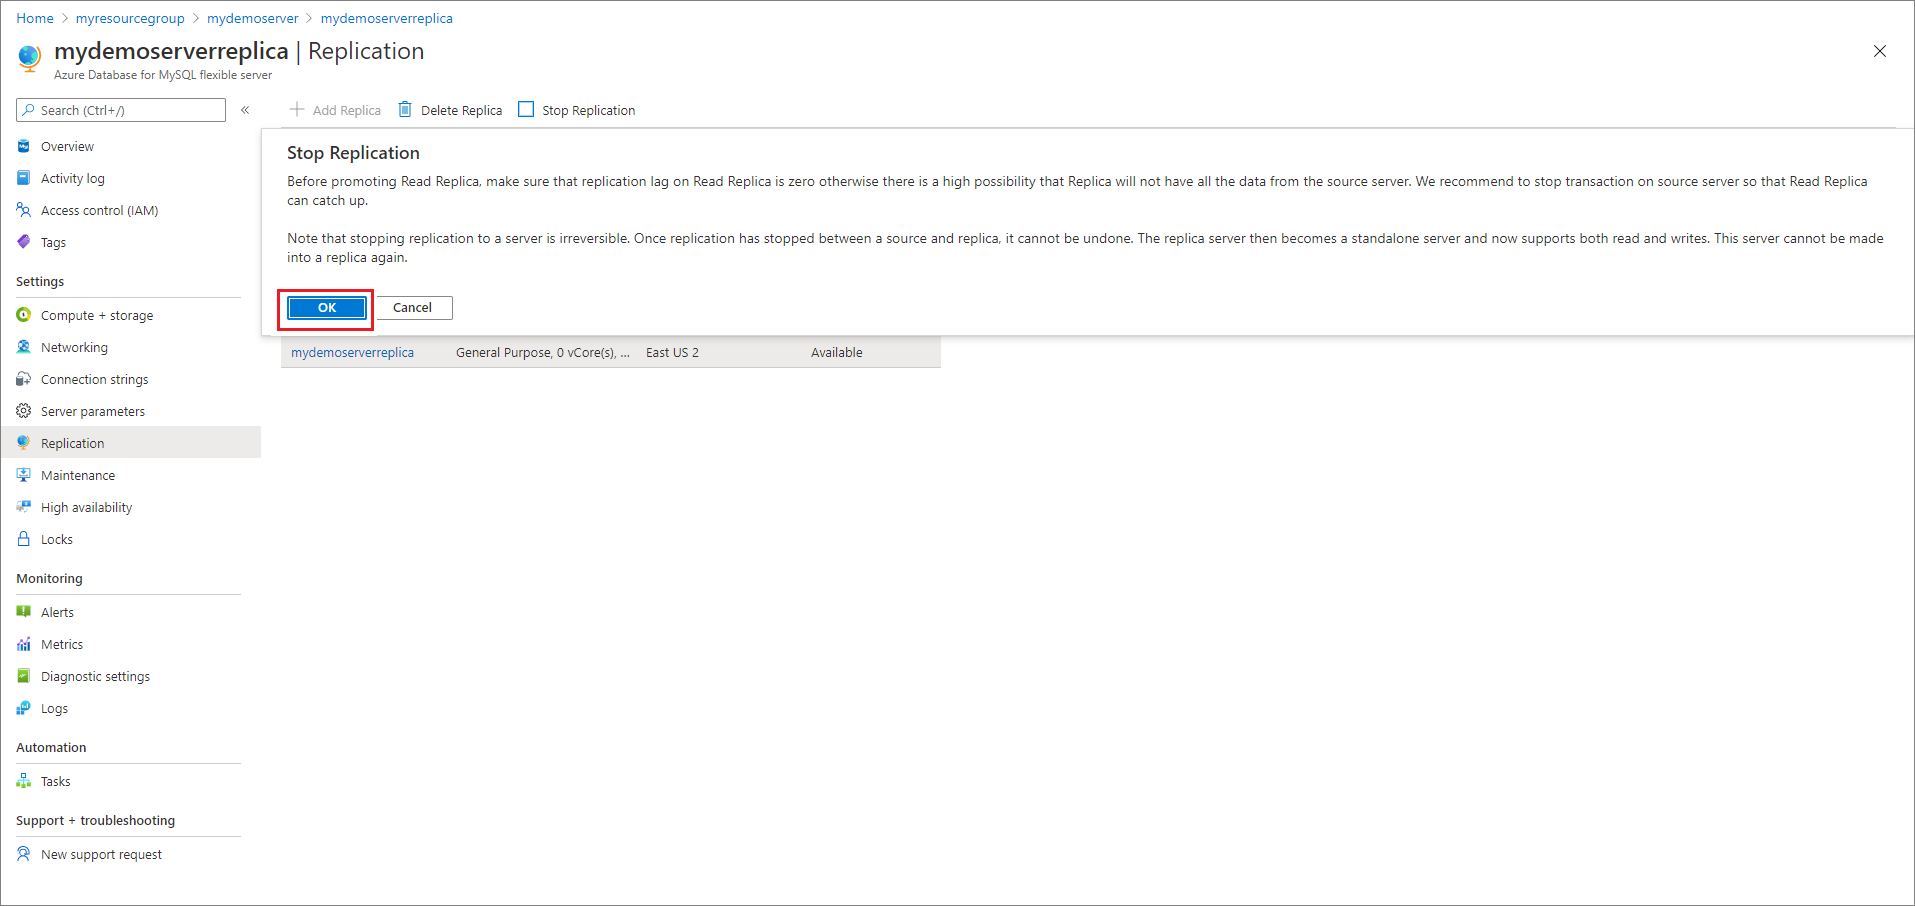 Home > myresourcegroup > mydemoserver > mydemoserverreplica
mydemoserverreplica | Replication
Azure Database for MySQL flexible server
Search (Ctrl+/)
«
Add Replica
Delete Replica
Stop Replication
Overview
Activity log
Access control (IAM)
Tags
Settings
Compute + storage
Networking
Connection strings
Server parameters
Replication
Maintenance
High availability
Locks
Monitoring
Alerts
Metrics
Diagnostic settings
Logs
Automation
Tasks
Support + troubleshooting
New support request
Stop Replication
Before promoting Read Replica, make sure that replication lag on Read Replica is zero otherwise there is a high possibility that Replica will not have all the data from the source server. We recommend to stop transaction on source server so that Read Replica
can catch up.
Note that stopping replication to a server is irreversible. Once replication has stopped between a source and replica, it cannot be undone. The replica server then becomes a standalone server and now supports both read and writes. This server cannot be made
into a replica again.
OK
Cancel
mydemoserverreplica General Purpose, 0 vCore(s), ... East US 2 Available